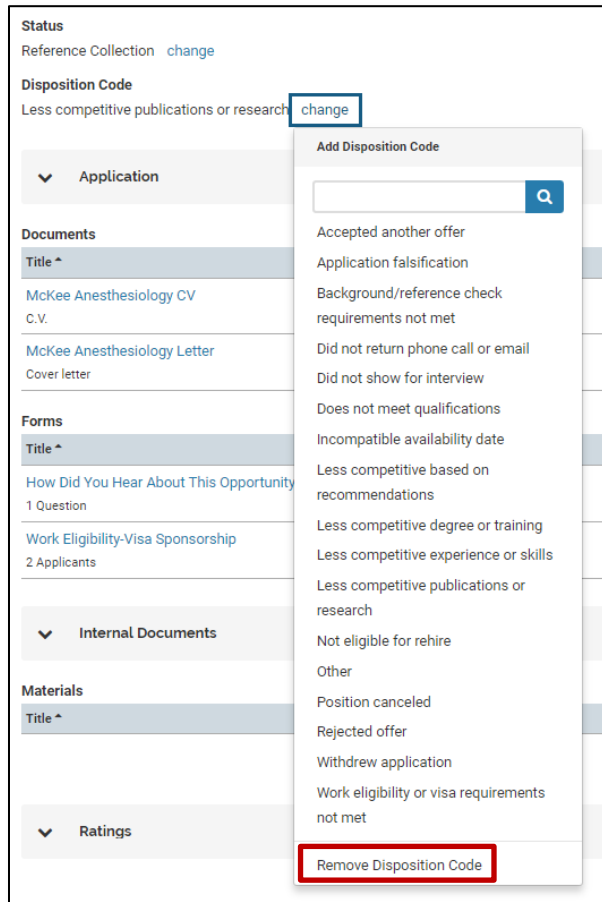 Status
Reference Collection change
Disposition Code
Less competitive publications or research change
Application
Documents
Title
McKee Anesthesiology CV
C.V.
McKee Anesthesiology Letter
Cover letter
Forms
Title
How Did You Hear About This Opportunity
1 Question
Work Eligibility-Visa Sponsorship
2 Applicants
Internal Documents
Materials
Title
Ratings
Add Disposition Code
Accepted another offer
Application falsification
Background/reference check
requirements not met
Did not return phone call or email
Did not show for interview
Does not meet qualifications
Incompatible availability date
Less competitive based on
recommendations
Less competitive degree or training
Less competitive experience or skills
Less competitive publications or
research
Not eligible for rehire
Other
Position canceled
Rejected offer
Withdrew application
Work eligibility or visa requirements
not met
Remove Disposition Code